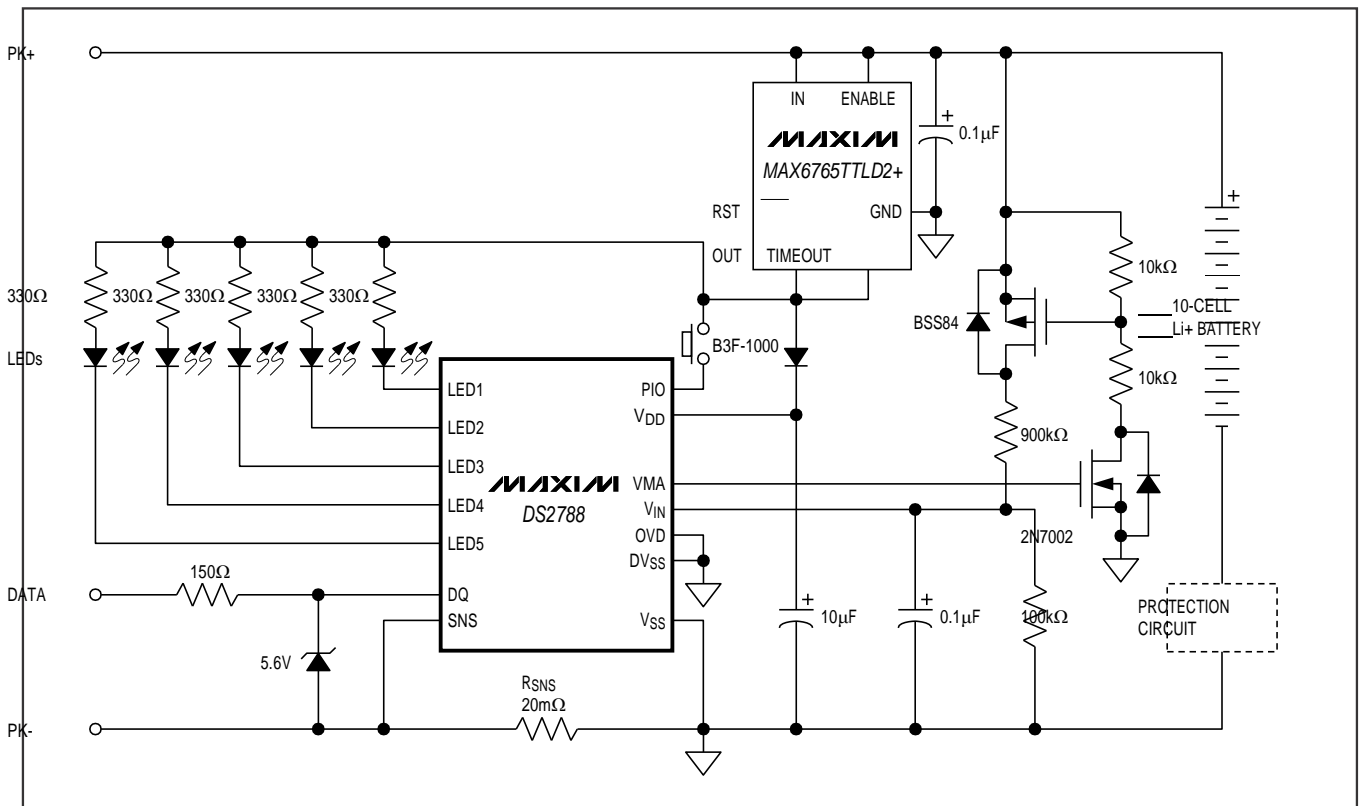 PK+
IN ENABLE
MAXIM
MAX6765TTLD2+
0.1μF
+
RST
GND
OUT TIMEOUT
+
10kΩ
330Ω 330Ω 330Ω 330Ω 330Ω
BSS84
10-CELL
Li+ BATTERY
LEDs
B3F-1000
10kΩ
LED1
PIO
VDD
LED2
900kΩ
LED3
MAXIM
DS2788
VMA
LED4
VIN
OVD
2N7002
LED5
DVSS
150Ω
DATA
DQ
SNS
VSS
+
10μF
+
0.1μF
100kΩ
PROTECTION
CIRCUIT
5.6V
RSNS
20mΩ
PK-